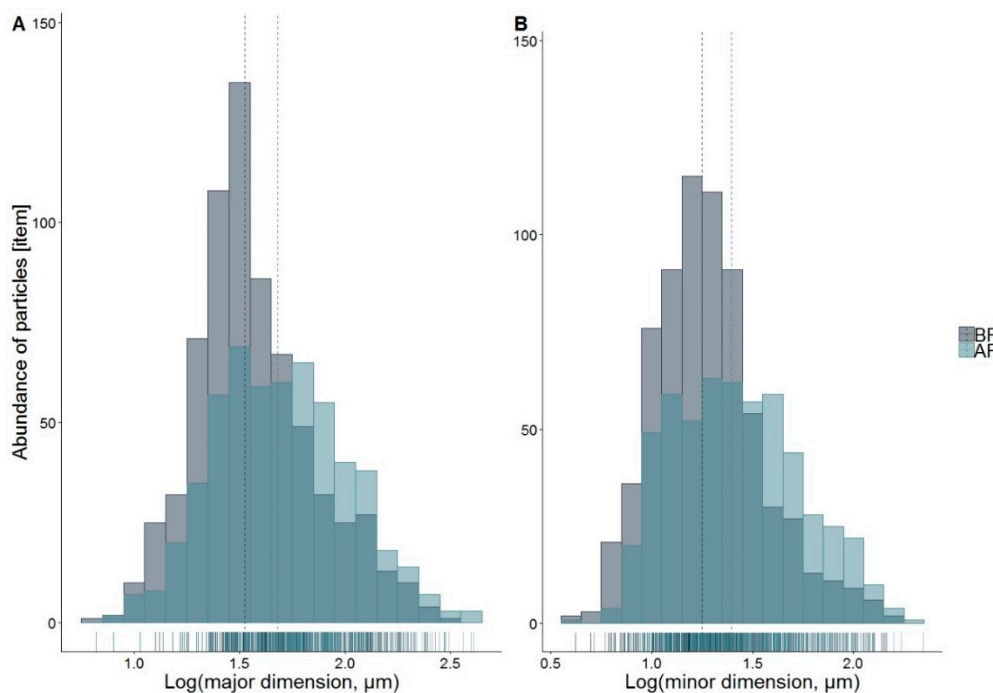 A
B
Abundance of particles [item]
150
100
50
0
1.0 1.5 2.0 2.5
Log(major dimension, µm)
150
100
50
0
0.5 1.0 1.5 2.0
Log(minor dimension, µm)